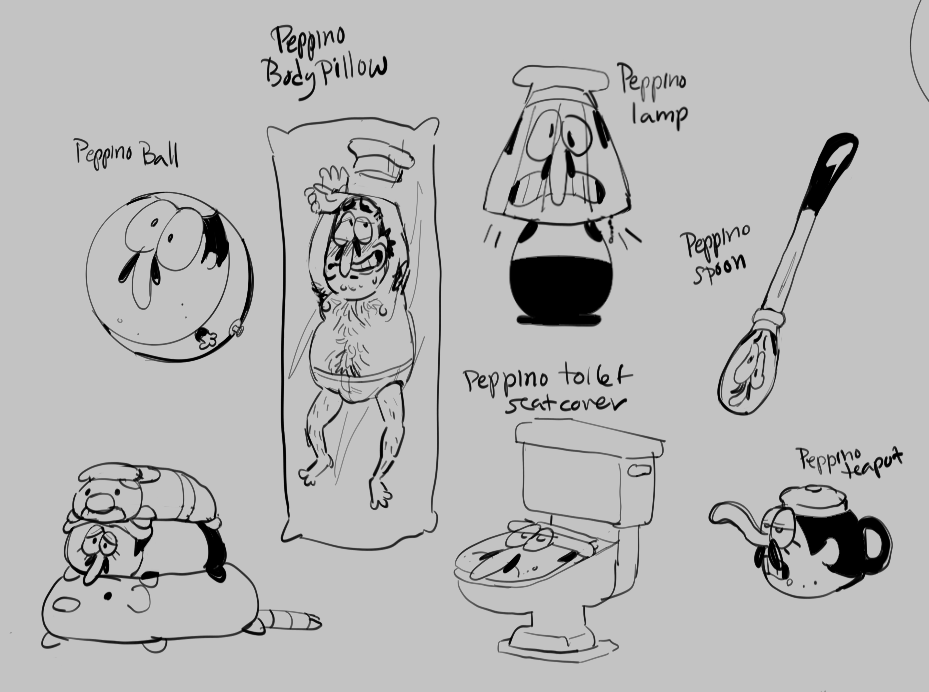 Peppino
Body Pillow
Peppino
lamp
Peppino Ball
Peppino
spoon
Peppino toilet
seatcover
Peppino
teapot